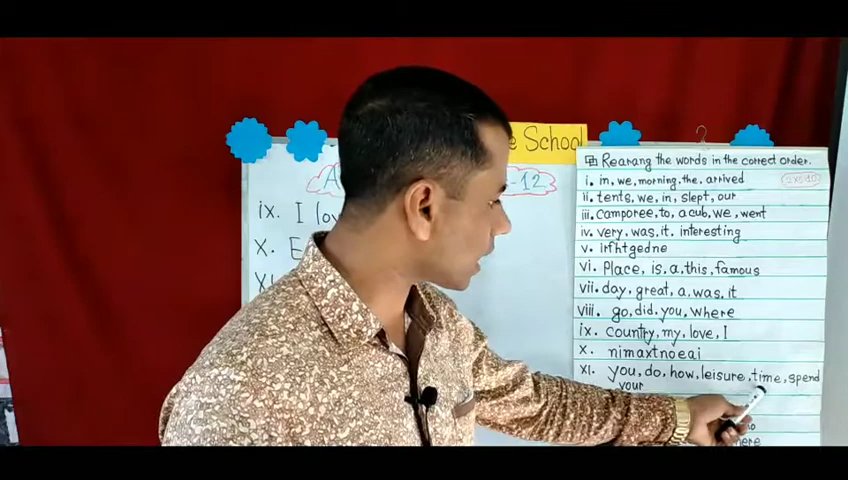 School
-12
ix. I
X. E
xi
Rearang the words in the correct order.
i. in, we, morning, the, arrived
ii. tents, we, in, slept, our
iii. camporee, to, a cub, we, went
iv. very, was, it, interesting
v. irfhtgedne
vi. Place, is, a, this, famous
vii. day, great, a, was, it
viii. go, did, you, where
ix. country, my, love, I
x. nimaxtnoeai
xi. you, do, how, leisure, time, spend
your